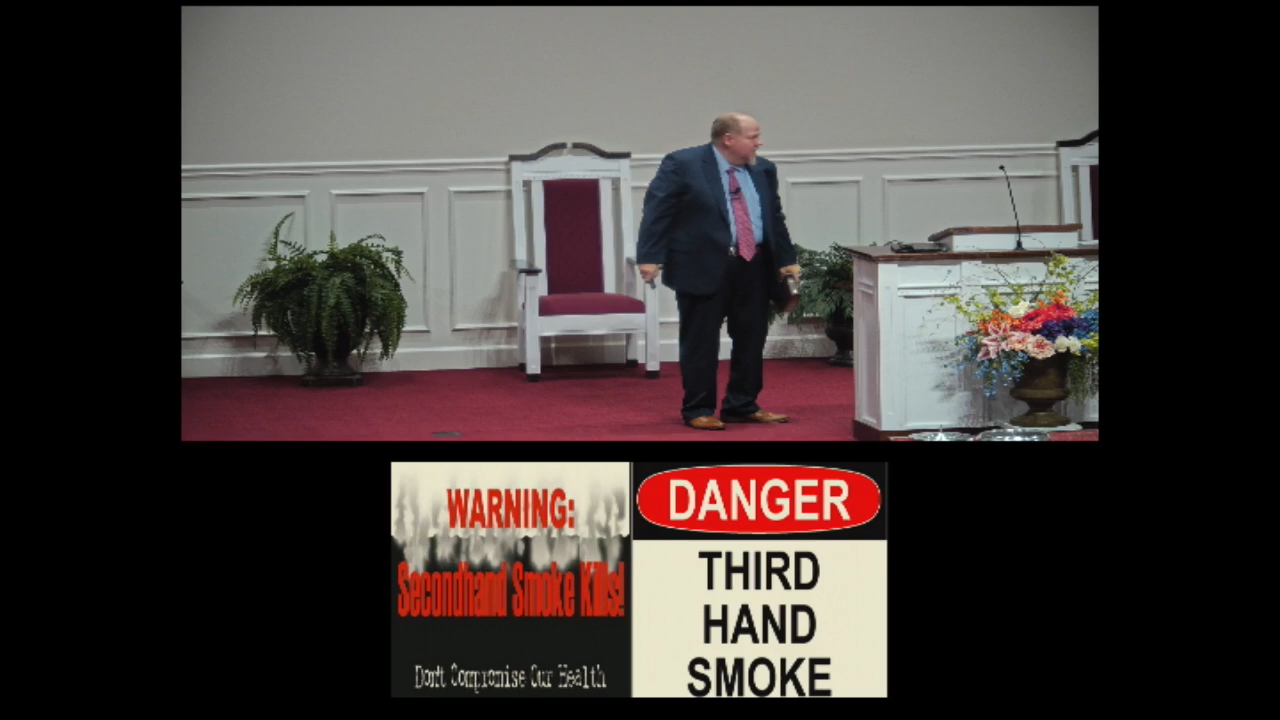 WARNING:
Secondhand Smoke Kills!
Don't Compromise Our Health
DANGER
THIRD
HAND
SMOKE